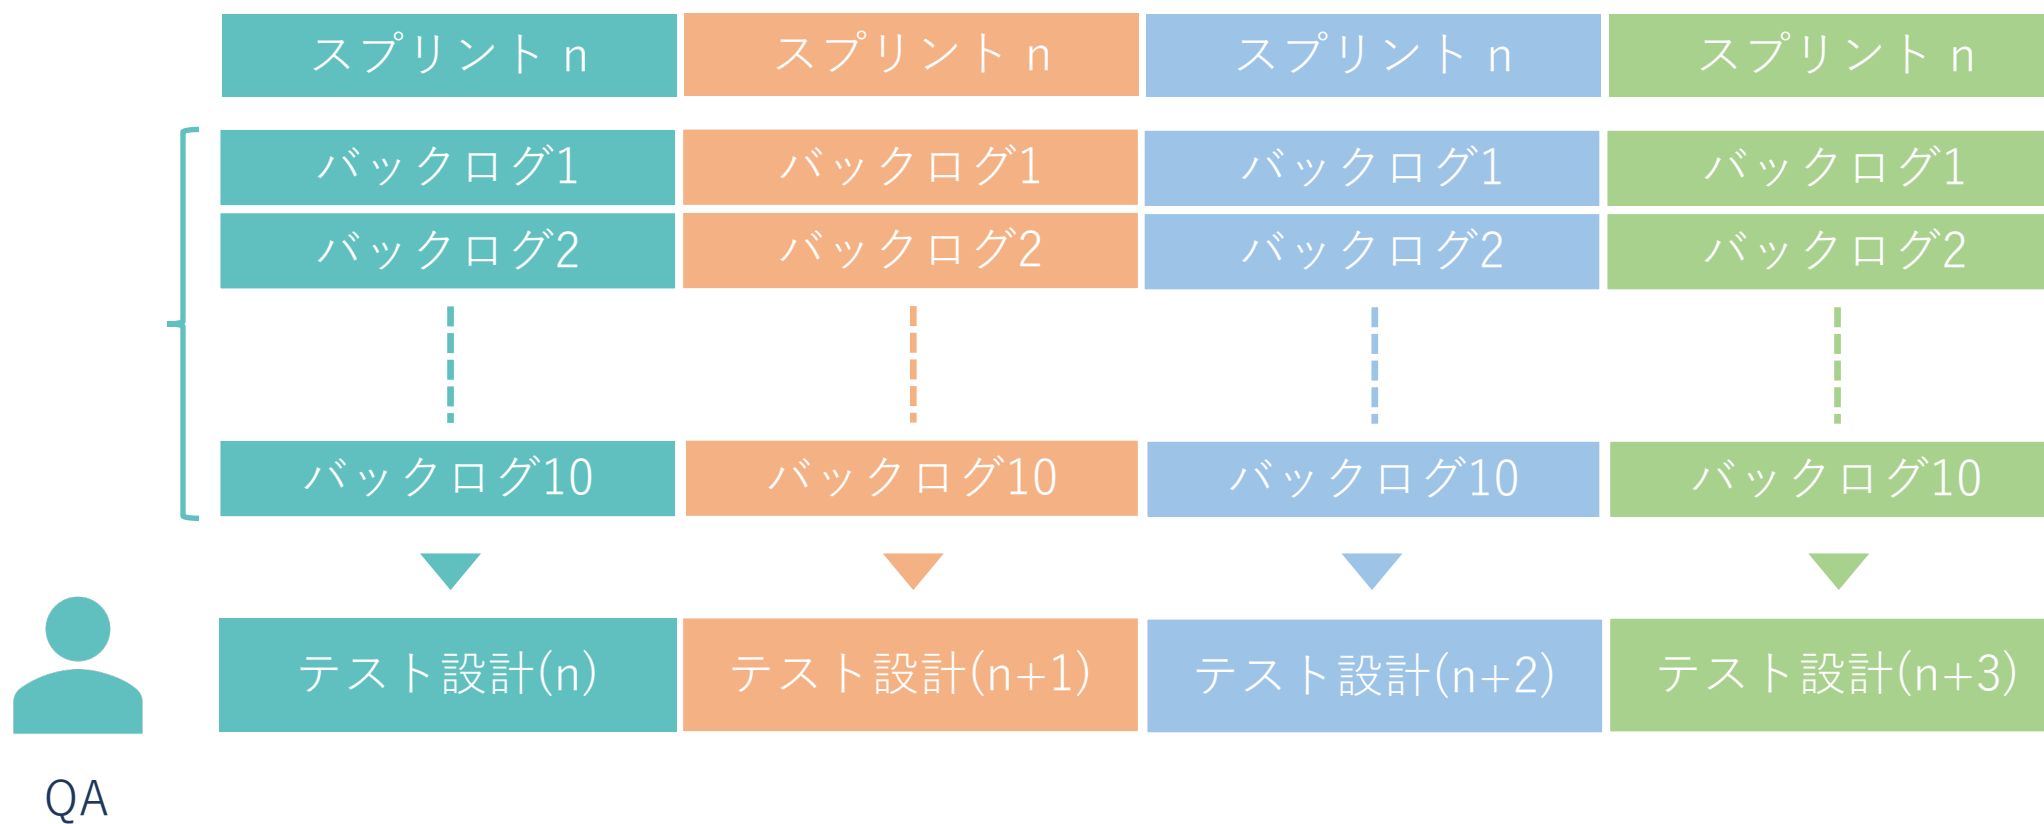 スプリント n
スプリント n
スプリント n
スプリント n
バックログ1
バックログ1
バックログ1
バックログ1
バックログ2
バックログ2
バックログ2
バックログ2
バックログ10
バックログ10
バックログ10
バックログ10
テスト設計(n)
テスト設計(n+1)
テスト設計(n+2)
テスト設計(n+3)
QA